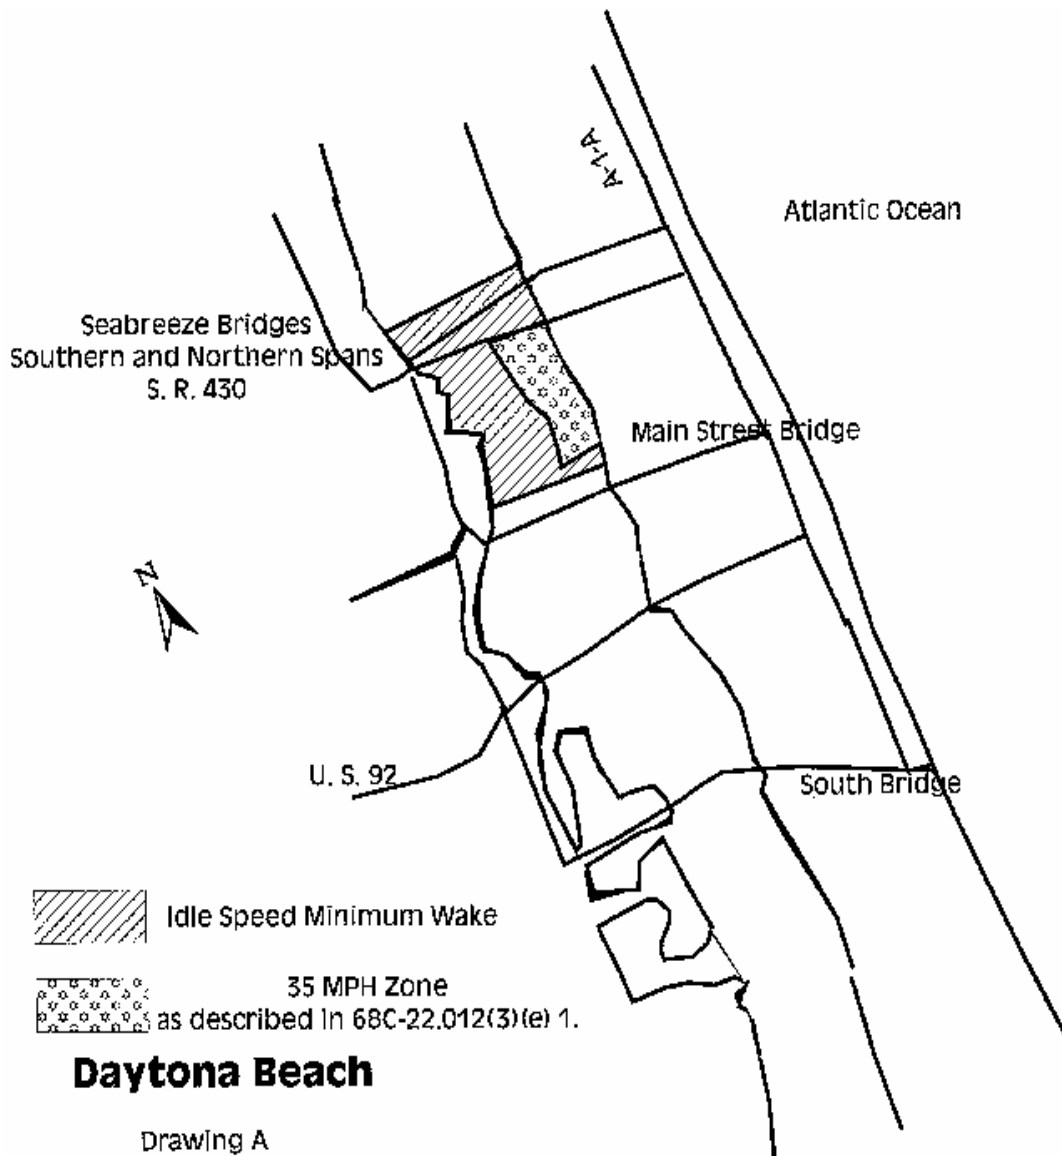 A-1-A
Atlantic Ocean
Seabreeze Bridges
Southern and Northern Spans
S. R. 430
Main Street Bridge
N
U. S. 92
South Bridge
Idle Speed Minimum Wake
35 MPH Zone
as described in 68C-22.012(3)(e) 1.
Daytona Beach
Drawing A